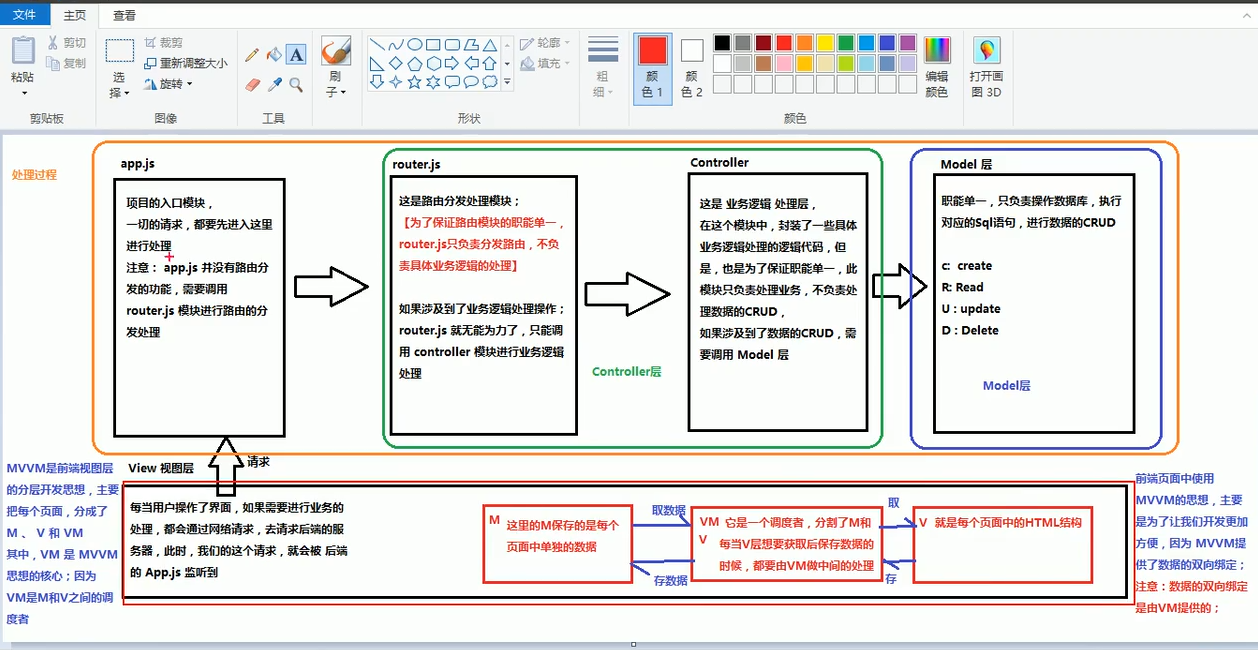 文件
主页
查看
粘贴
剪切
复制
剪贴板
选择
裁剪
重新调整大小
旋转
图像
工具
刷子
轮廓
填充
形状
粗细
颜色 1
颜色 2
编辑颜色
颜色
打开画图 3D
处理过程
app.js
项目的入口模块，
一切的请求，都要先进入这里
进行处理
注意： app.js 并没有路由分
发的功能，需要调用
router.js 模块进行路由的分
发处理
router.js
这是路由分发处理模块；
【为了保证路由模块的职能单一，
router.js只负责分发路由，不负
责具体业务逻辑的处理】
如果涉及到了业务逻辑处理操作；
router.js 就无能为力了，只能调
用 controller 模块进行业务逻辑
处理
Controller层
Controller
这是 业务逻辑 处理层，
在这个模块中，封装了一些具体
业务逻辑处理的逻辑代码，但
是，也是为了保证职能单一，此
模块只负责处理业务，不负责处
理数据的CRUD，
如果涉及到了数据的CRUD，需
要调用 Model 层
Model 层
职能单一，只负责操作数据库，执行
对应的Sql语句，进行数据的CRUD
c: create
R: Read
U : update
D : Delete
Model层
MVVM是前端视图层
的分层开发思想，主要
把每个页面，分成了
M 、 V 和 VM
其中，VM 是 MVVM
思想的核心；因为
VM是M和V之间的调
度者
View 视图层
请求
每当用户操作了界面，如果需要进行业务的
处理，都会通过网络请求，去请求后端的服
务器，此时，我们的这个请求，就会被 后端
的 App.js 监听到
M 这里的M保存的是每个
页面中单独的数据
取数据
存数据
VM 它是一个调度者，分割了M和
V
每当V层想要获取后保存数据的
时候，都要由VM做中间的处理
取
存
V 就是每个页面中的HTML结构
前端页面中使用
MVVM的思想，主要
是为了让我们开发更加
方便，因为 MVVM提
供了数据的双向绑定；
注意：数据的双向绑定
是由VM提供的；